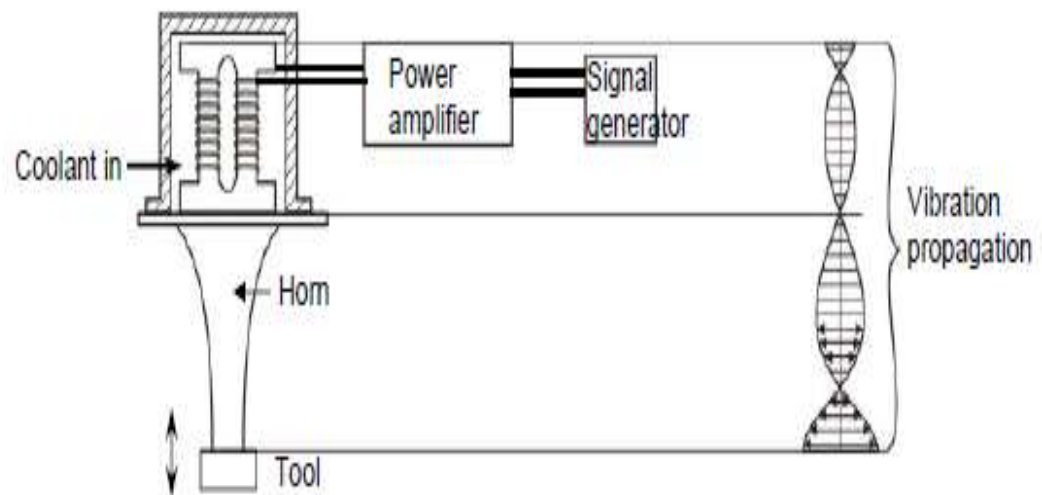 Power
amplifier
Signal
generator
Coolant in
Vibration
propagation
Horn
Tool